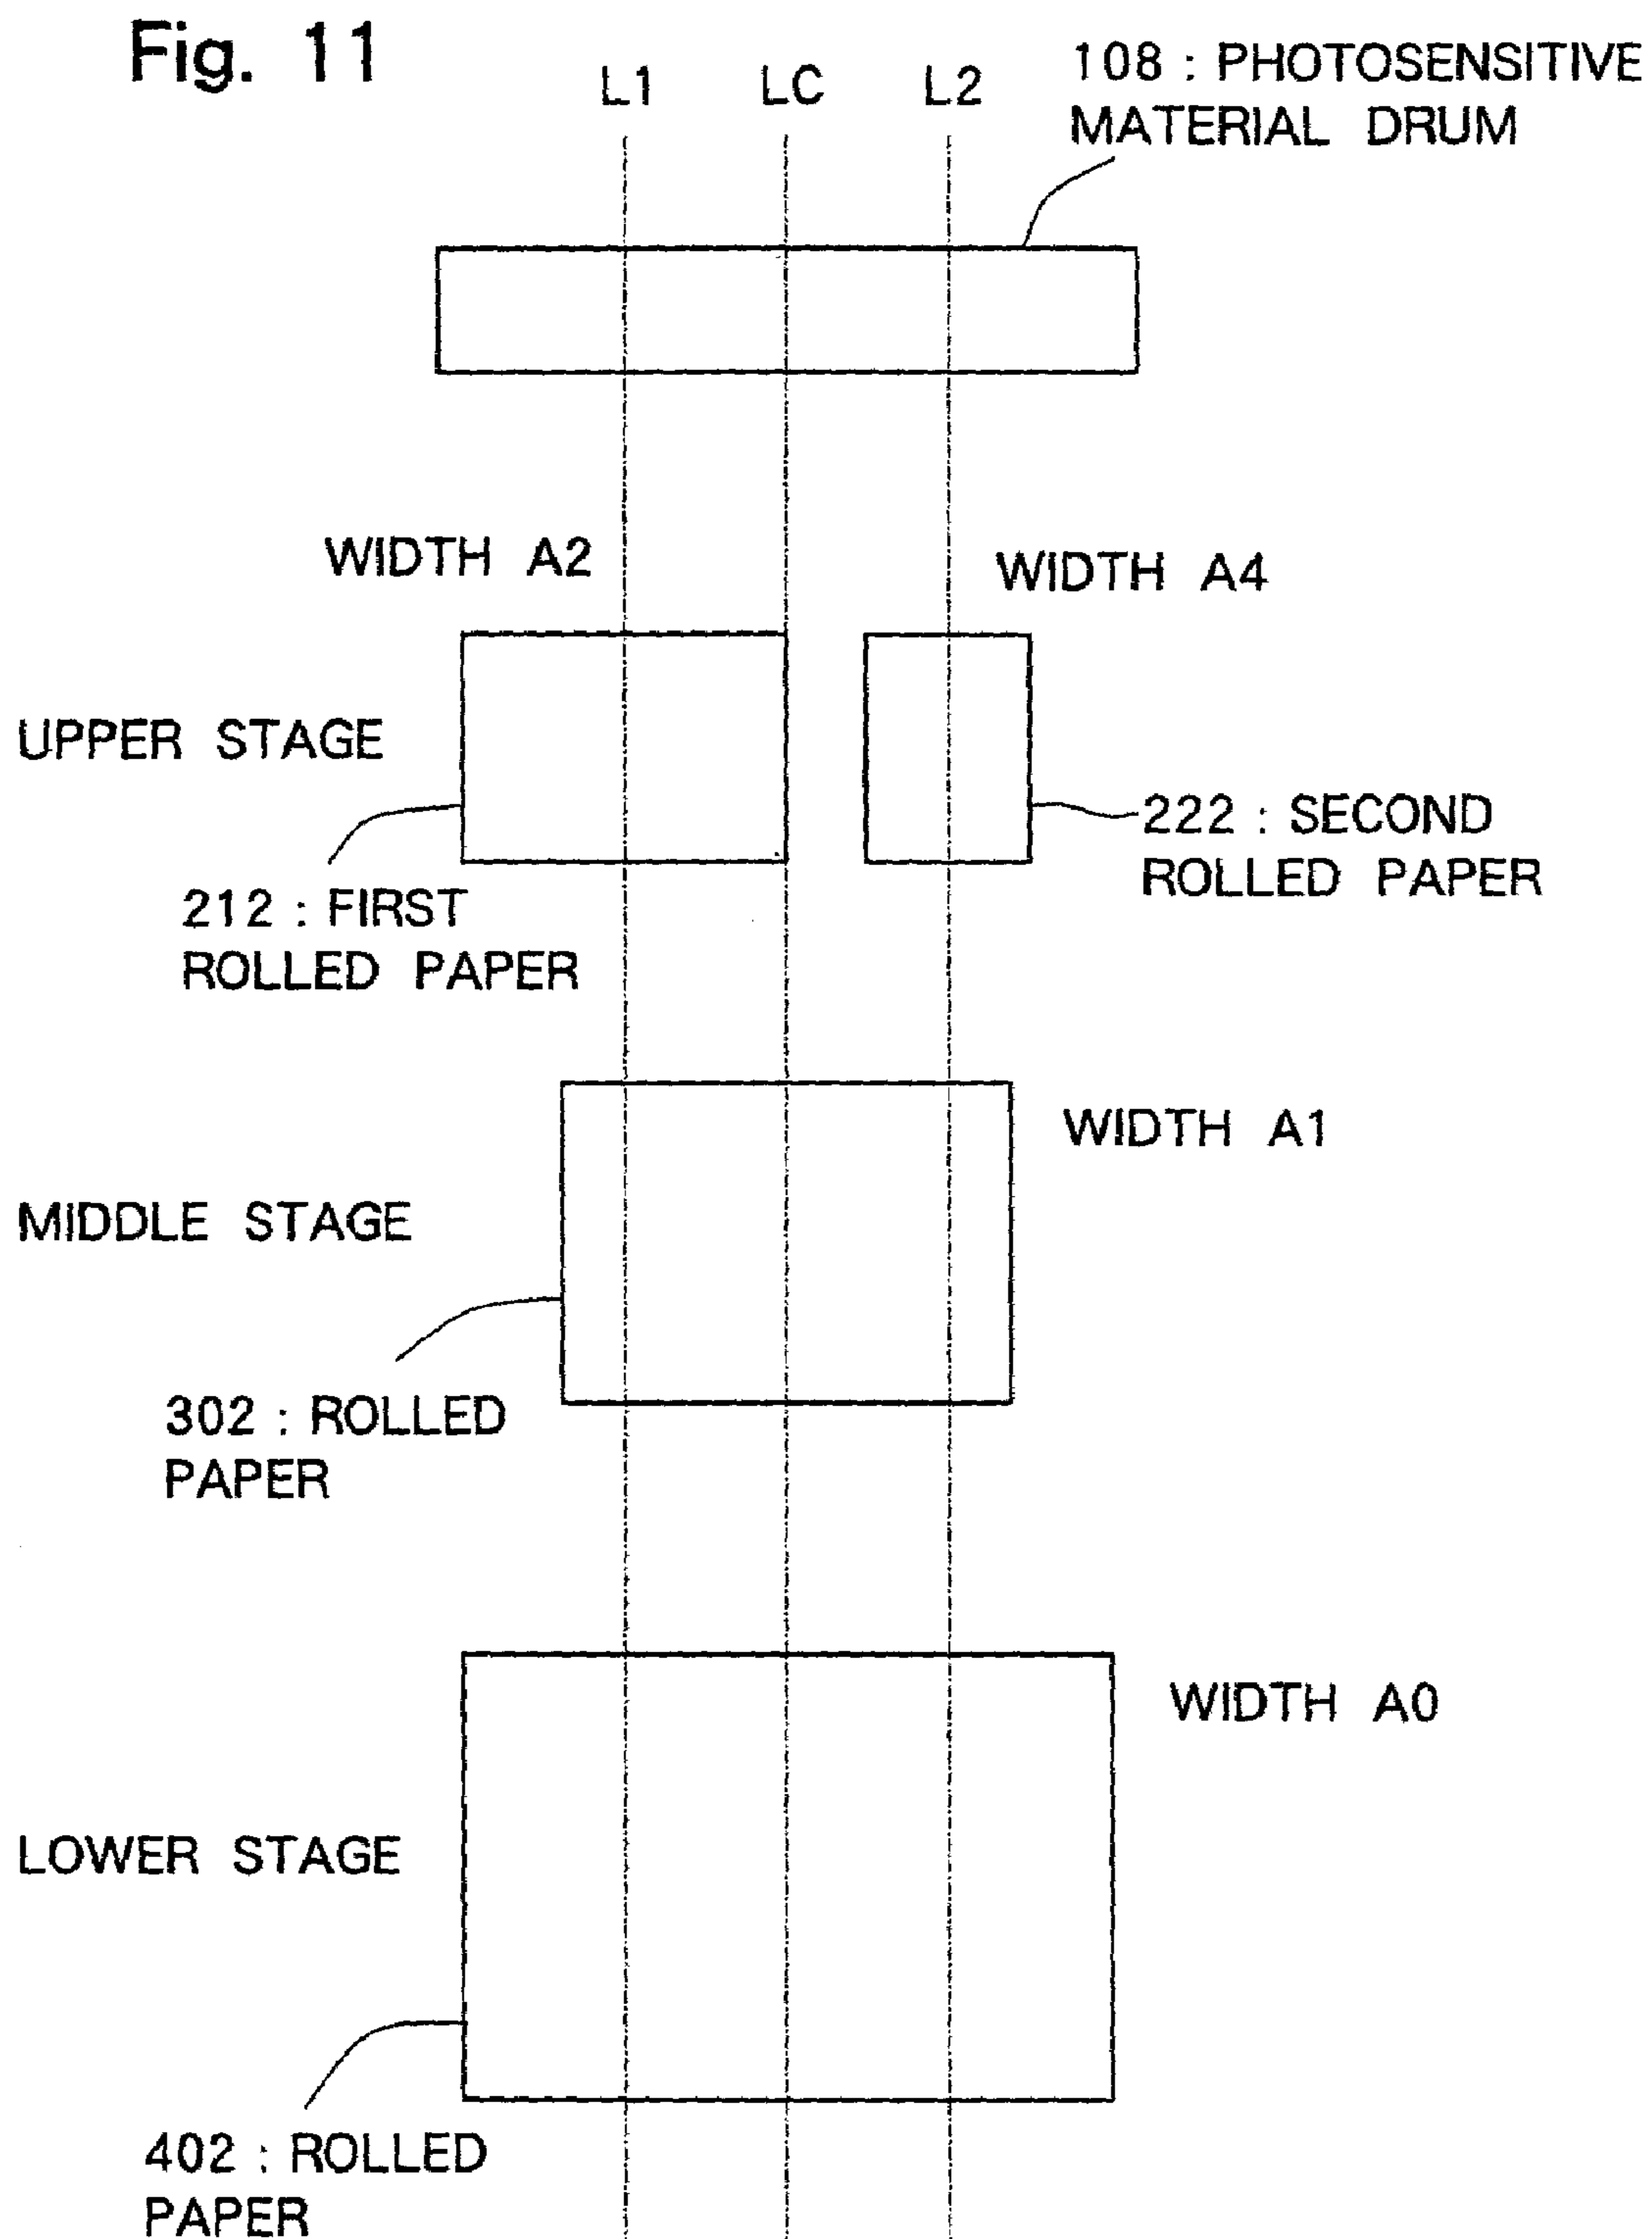 Fig. 11
L1 LC L2
108 : PHOTOSENSITIVE
MATERIAL DRUM
WIDTH A2
WIDTH A4
UPPER STAGE
222 : SECOND
ROLLED PAPER
212 : FIRST
ROLLED PAPER
WIDTH A1
MIDDLE STAGE
302 : ROLLED
PAPER
WIDTH A0
LOWER STAGE
402 : ROLLED
PAPER